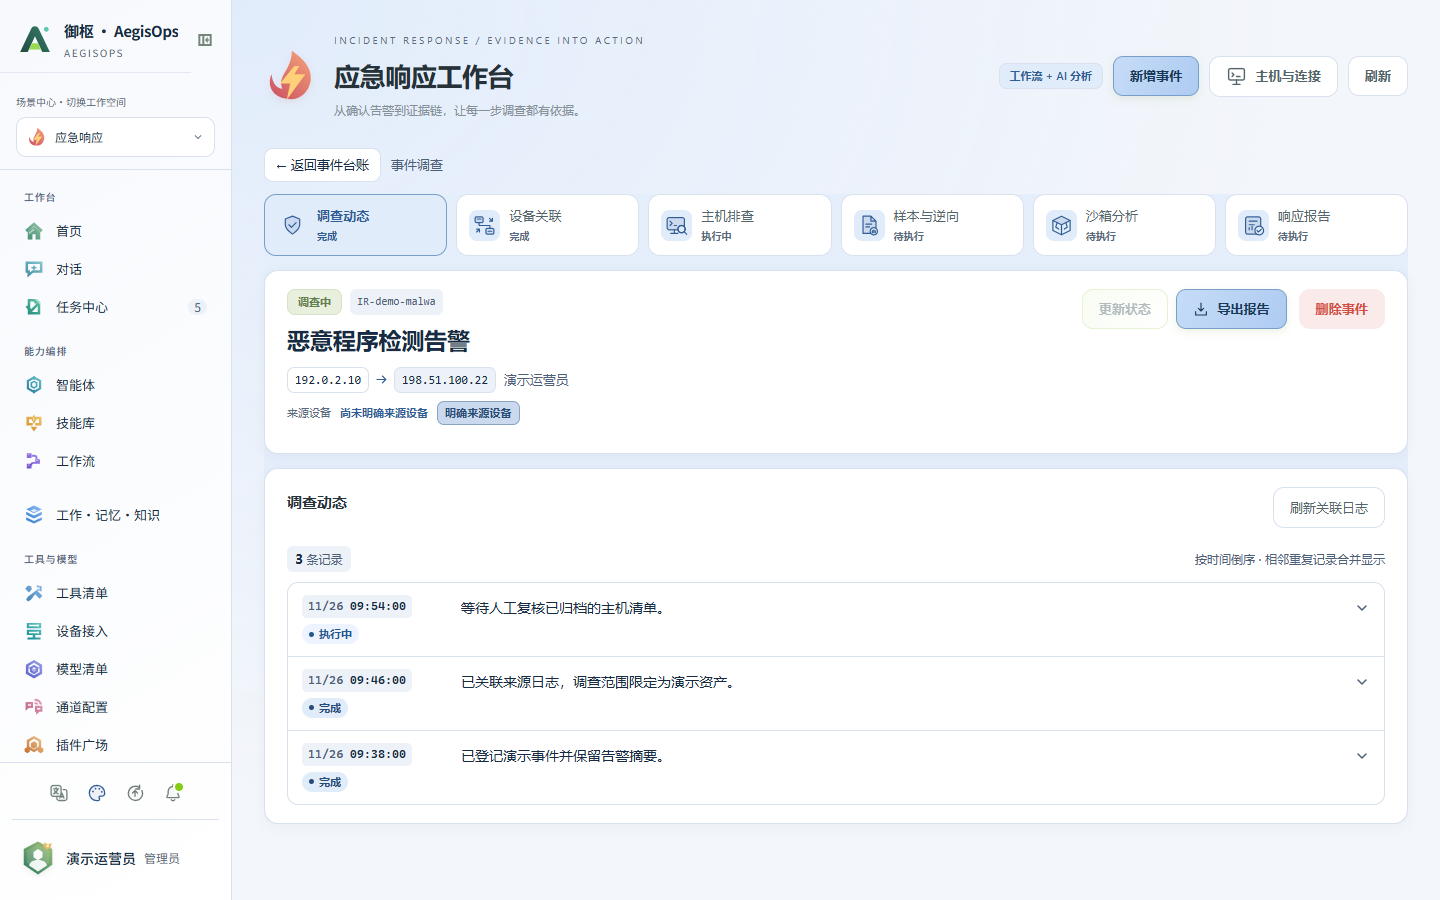 御枢 · AegisOps
AEGISOPS
场景中心 · 切换工作空间
应急响应
工作台
首页
对话
任务中心
5
能力编排
智能体
技能库
工作流
工作 · 记忆 · 知识
工具与模型
工具清单
设备接入
模型清单
通道配置
插件广场
演示运营员 管理员
INCIDENT RESPONSE / EVIDENCE INTO ACTION
应急响应工作台
从确认告警到证据链，让每一步调查都有依据。
工作流 + AI 分析
新增事件
主机与连接
刷新
← 返回事件台账
事件调查
调查动态
完成
设备关联
完成
主机排查
执行中
样本与逆向
待执行
沙箱分析
待执行
响应报告
待执行
调查中
IR-demo-malwa
更新状态
导出报告
删除事件
恶意程序检测告警
192.0.2.10 → 198.51.100.22 演示运营员
来源设备 尚未明确来源设备 明确来源设备
调查动态
刷新关联日志
3 条记录
按时间倒序 · 相邻重复记录合并显示
11/26 09:54:00
等待人工复核已归档的主机清单。
执行中
11/26 09:46:00
已关联来源日志，调查范围限定为演示资产。
完成
11/26 09:38:00
已登记演示事件并保留告警摘要。
完成